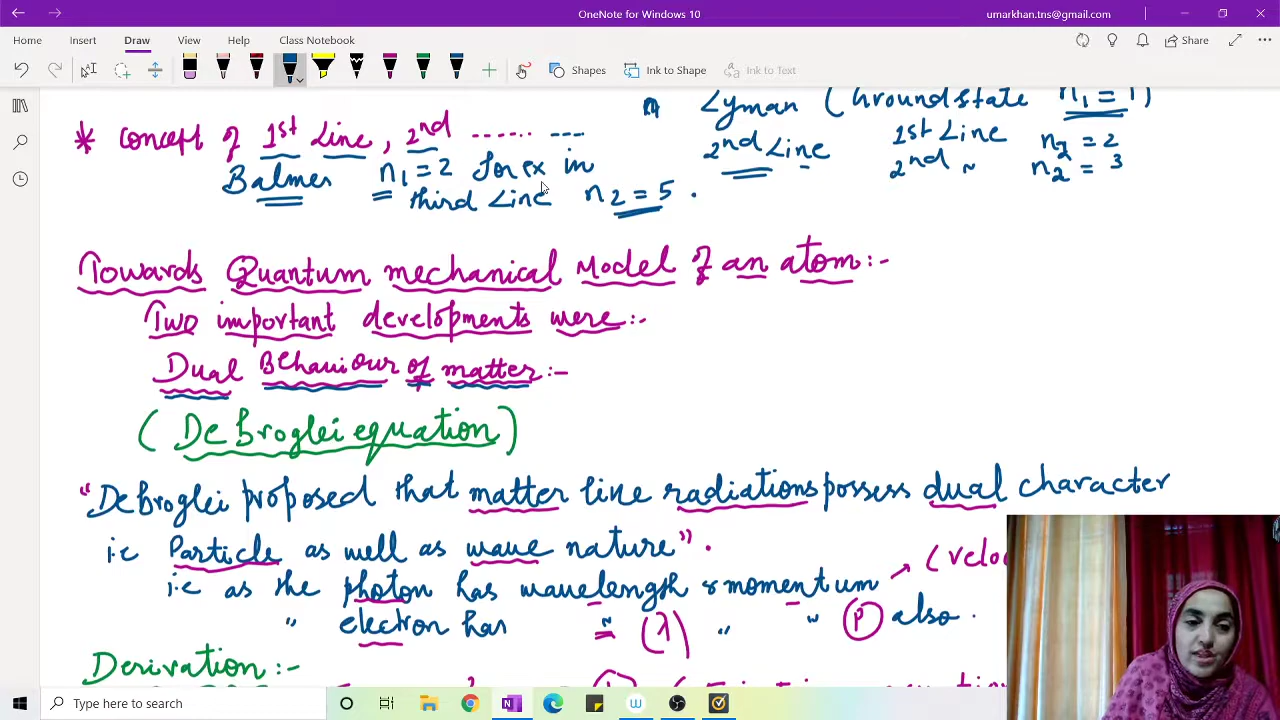 OneNote for Windows 10
umarkhan.tns@gmail.com
Home Insert Draw View Help Class Notebook
Share
Shapes Ink to Shape Ink to Text
Lyman (Groundstate n1 = 1)
* Concept of 1st Line, 2nd ...... ----
2nd Line
1st Line n2 = 2
2nd " n2 = 3
Balmer n1 = 2 for ex in
third Line n2 = 5 .
Towards Quantum mechanical Model of an atom:-
Two important developments were:-
Dual Behaviour of matter:-
(De Broglei equation)
"De Broglei proposed that matter line radiations possess dual character
i.e Particle as well as wave nature".
i.e as the photon has wavelength & momentum → (veloc
" electron has " (λ) " " (p) also.
Derivation :-
Type here to search